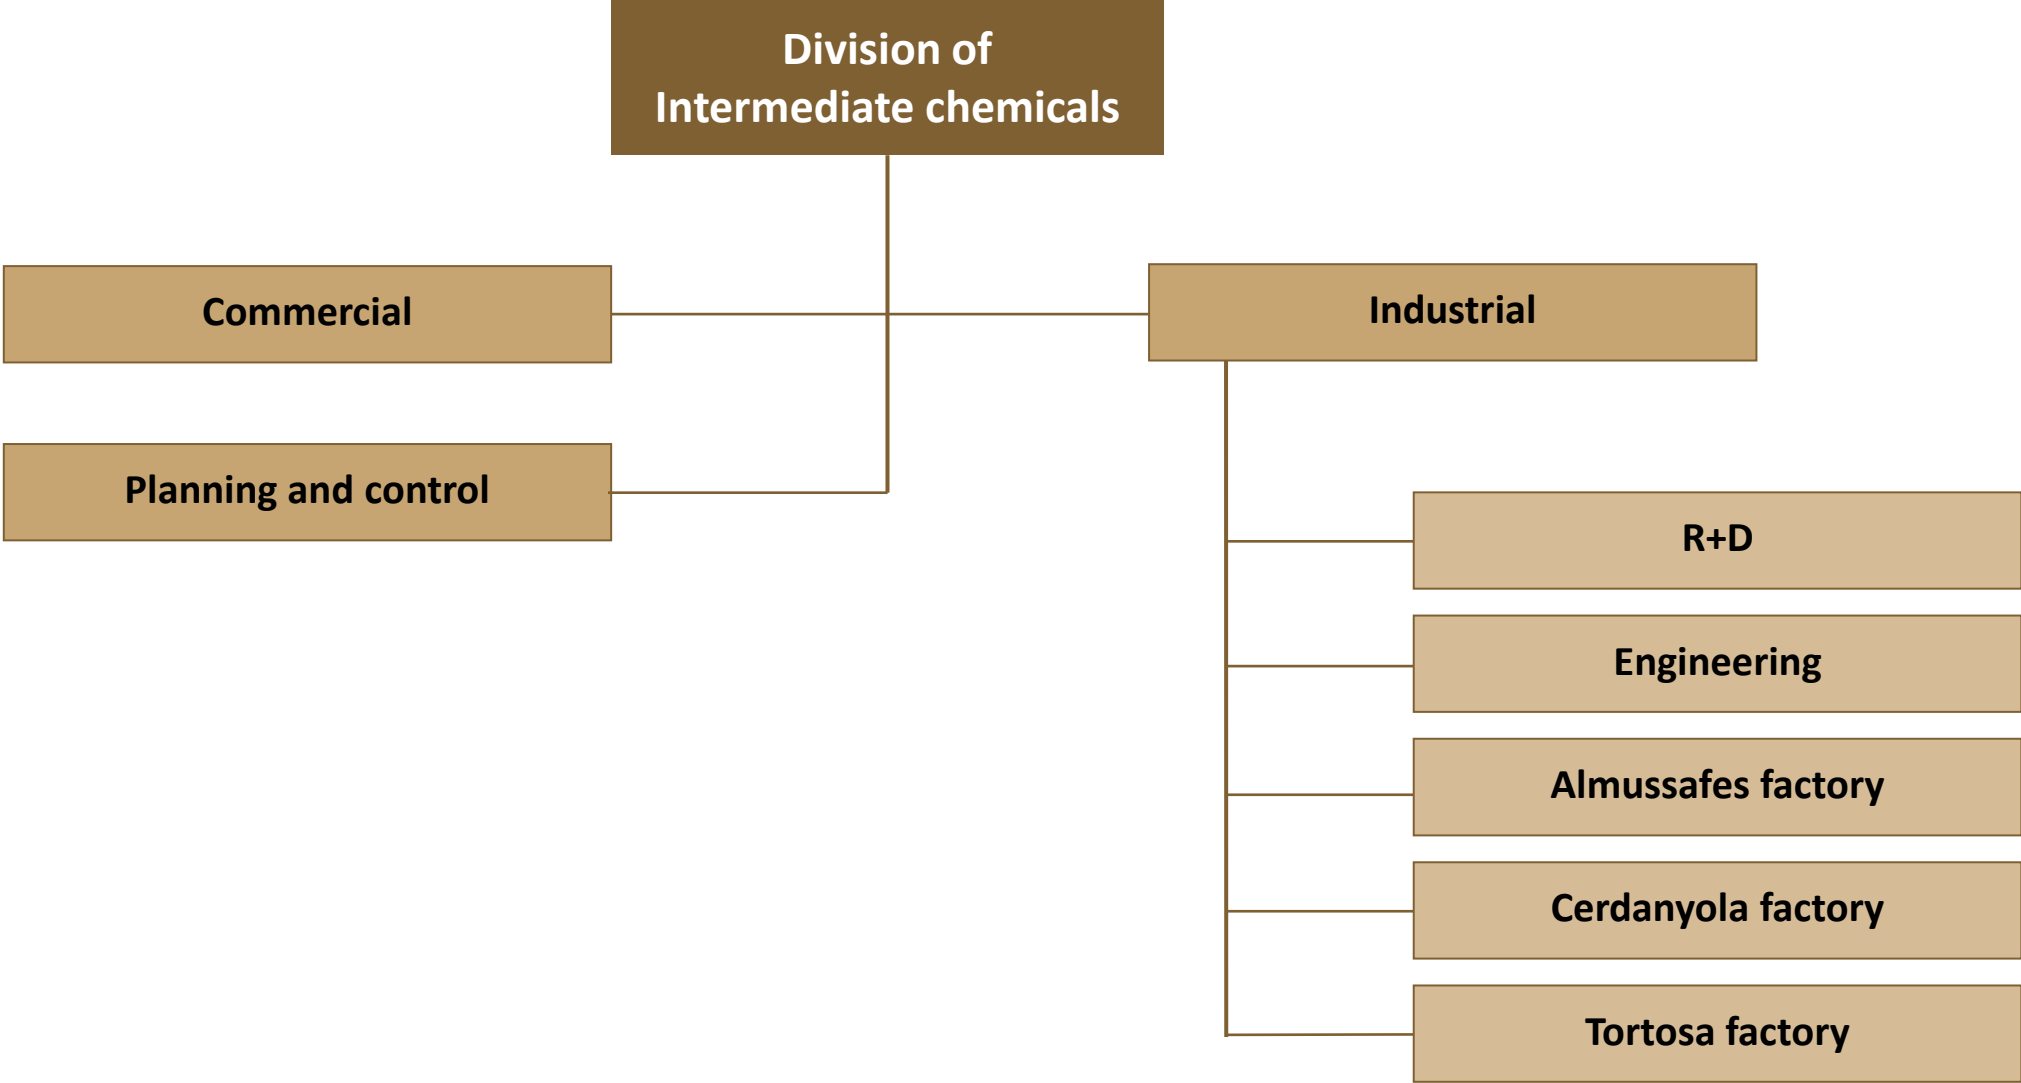 Division of
Intermediate chemicals
Commercial
Industrial
Planning and control
R+D
Engineering
Almussafes factory
Cerdanyola factory
Tortosa factory